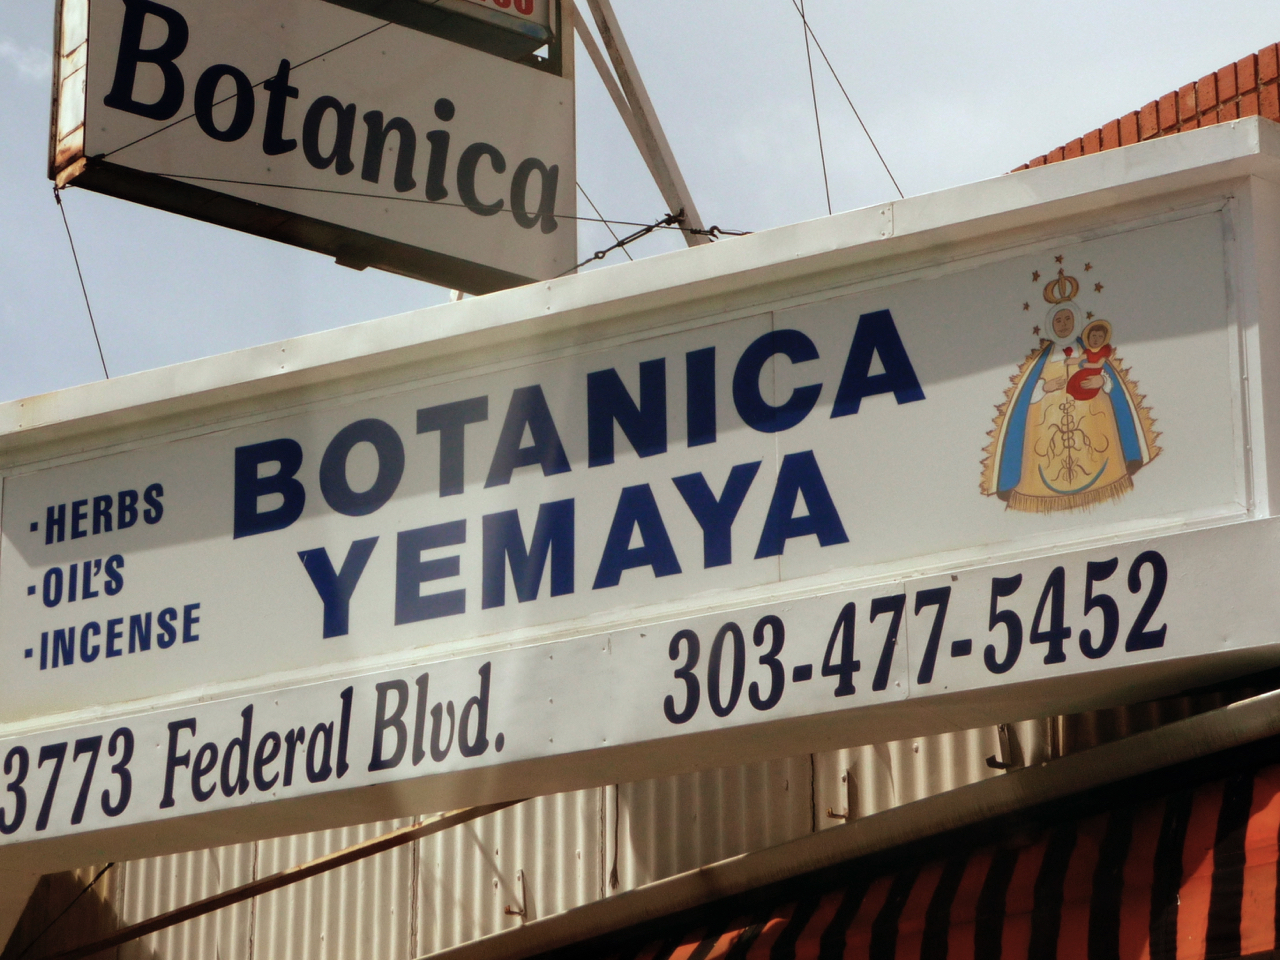 Botanica
BOTANICA
YEMAYA
·HERBS
·OIL'S
·INCENSE
3773 Federal Blvd.
303-477-5452